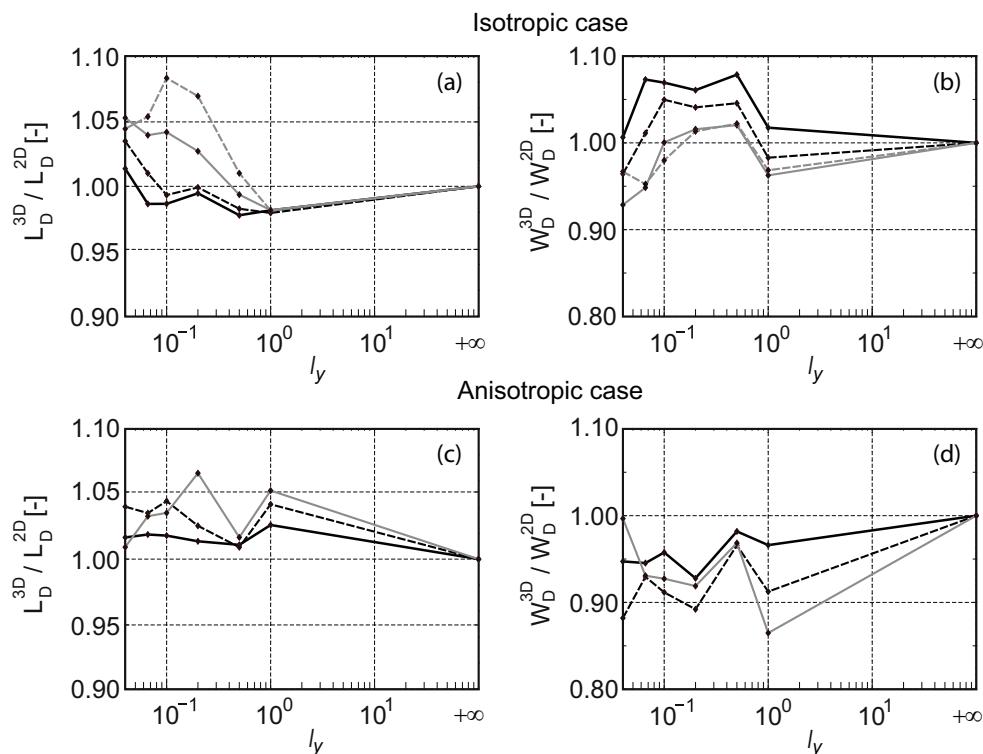 Isotropic case
(a)
L_D^3D / L_D^2D [-]
1.10
1.05
1.00
0.95
0.90
10^−1
10^0
10^1
+∞
l_y
(b)
W_D^3D / W_D^2D [-]
1.10
1.00
0.90
0.80
10^−1
10^0
10^1
+∞
l_y
Anisotropic case
(c)
L_D^3D / L_D^2D [-]
1.10
1.05
1.00
0.95
0.90
10^−1
10^0
10^1
+∞
l_y
(d)
W_D^3D / W_D^2D [-]
1.10
1.00
0.90
0.80
10^−1
10^0
10^1
+∞
l_y